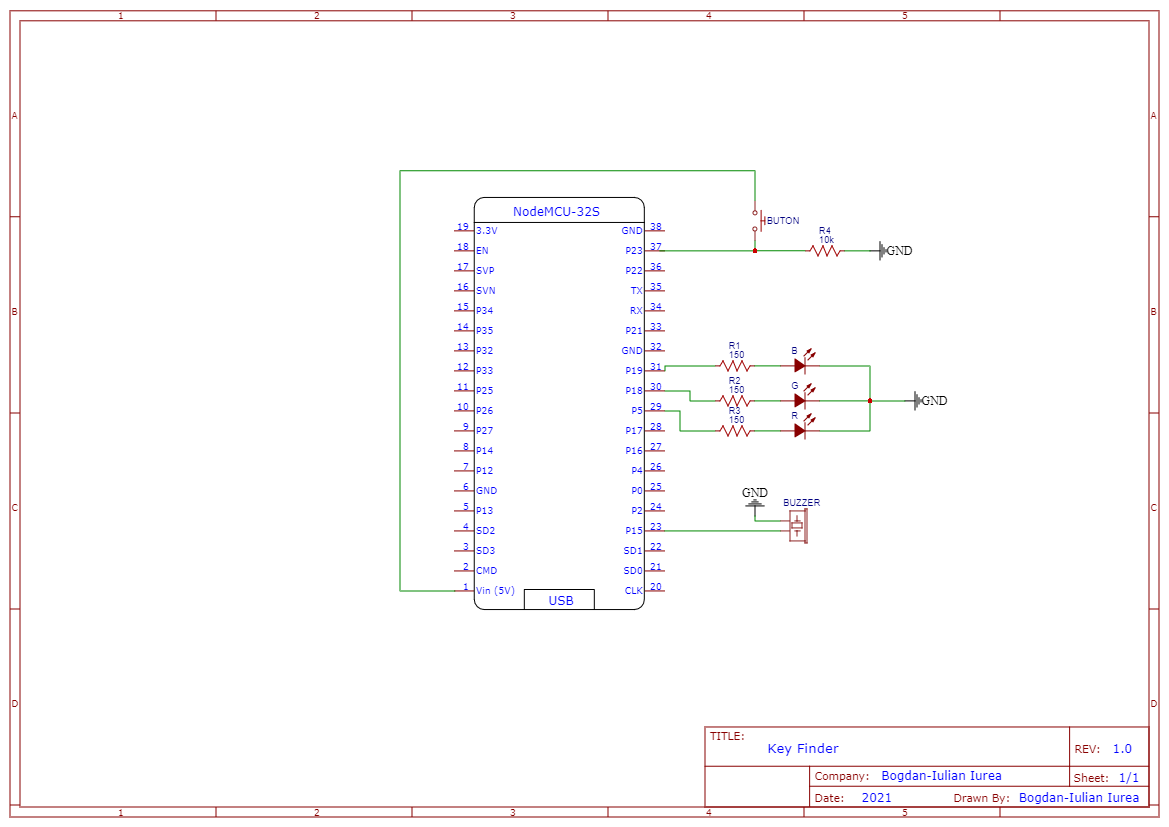 1 2 3 4 5
A A
B B
C C
D D
NodeMCU-32S
19 3.3V GND 38
18 EN P23 37
17 SVP P22 36
16 SVN TX 35
15 P34 RX 34
14 P35 P21 33
13 P32 GND 32
12 P33 P19 31
11 P25 P18 30
10 P26 P5 29
9 P27 P17 28
8 P14 P16 27
7 P12 P4 26
6 GND P0 25
5 P13 P2 24
4 SD2 P15 23
3 SD3 SD1 22
2 CMD SD0 21
1 Vin (5V) CLK 20
USB
BUTON
R4
10k
GND
R1
150
B
R2
150
G
R3
150
R
GND
GND
BUZZER
TITLE:
Key Finder
REV: 1.0
Company: Bogdan-Iulian Iurea
Sheet: 1/1
Date: 2021
Drawn By: Bogdan-Iulian Iurea
1 2 3 4 5